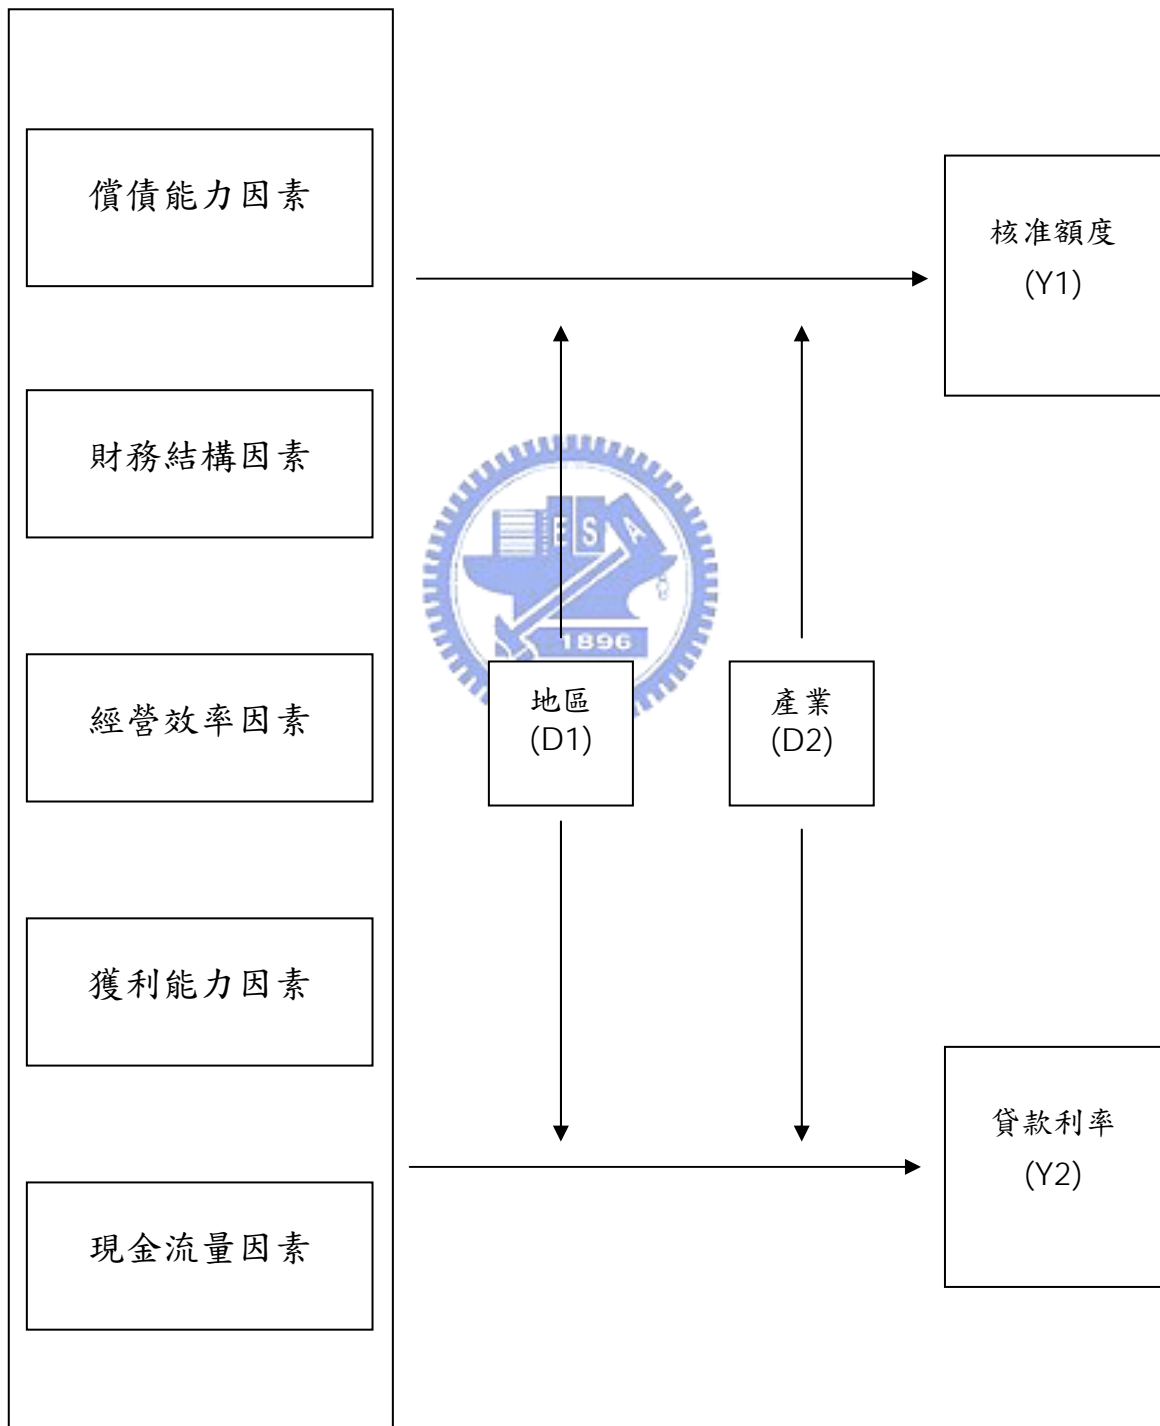 償債能力因素
財務結構因素
經營效率因素
獲利能力因素
現金流量因素
E S A
1896
地區
(D1)
產業
(D2)
核准額度
(Y1)
貸款利率
(Y2)